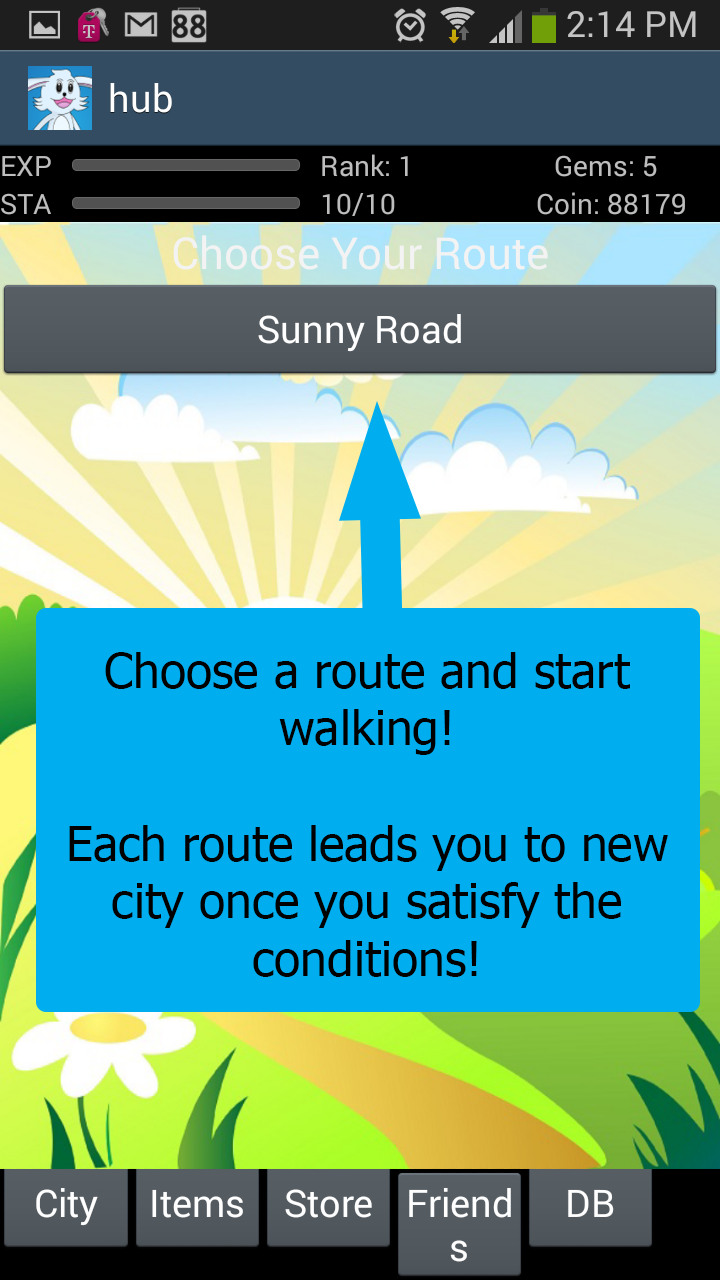 88 2:14 PM
hub
EXP Rank: 1 Gems: 5
STA 10/10 Coin: 88179
Choose Your Route
Sunny Road
Choose a route and start
walking!
Each route leads you to new
city once you satisfy the
conditions!
City Items Store Friend DB
s